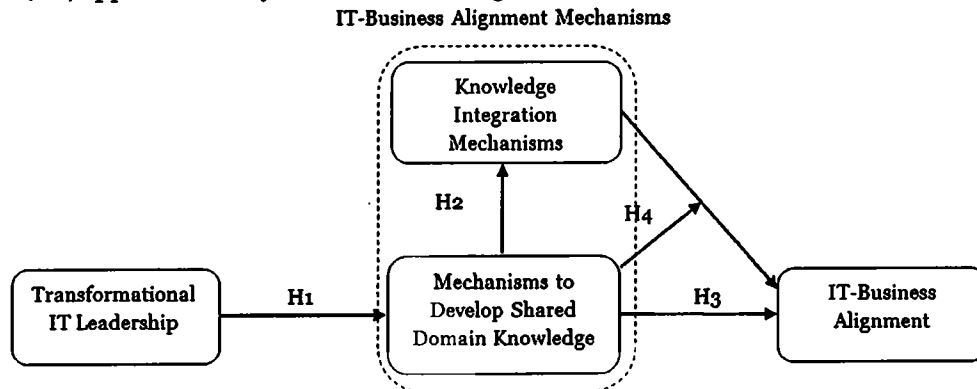 IT-Business Alignment Mechanisms
Knowledge
Integration
Mechanisms
H2
H4
Transformational
IT Leadership
H1
Mechanisms to
Develop Shared
Domain Knowledge
H3
IT-Business
Alignment